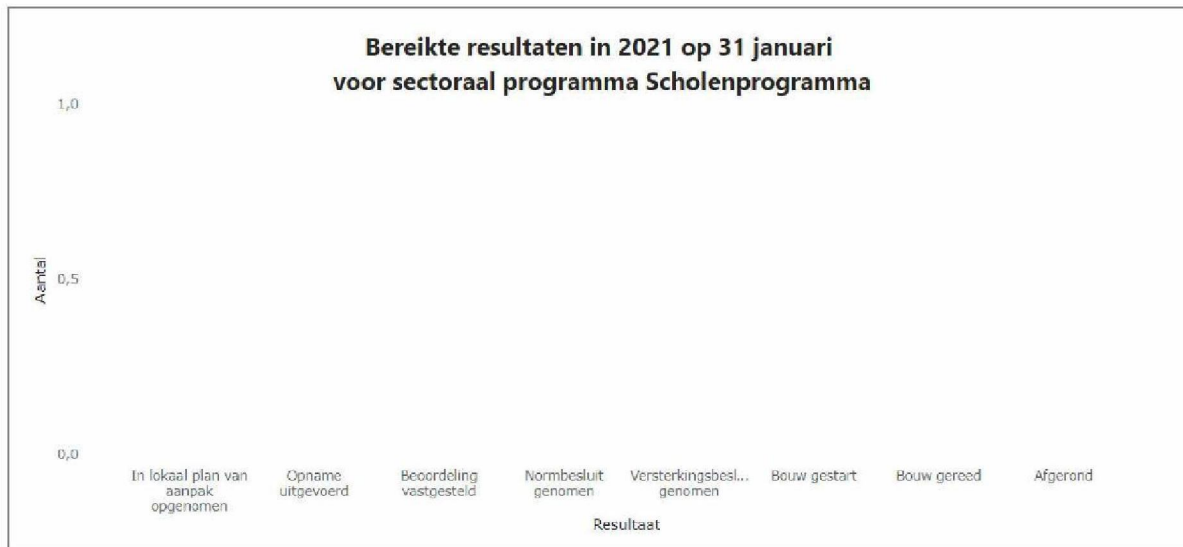 Bereikte resultaten in 2021 op 31 januari
voor sectoraal programma Scholenprogramma
1,0
0,5
0,0
Aantal
In lokaal plan van
aanpak
opgenomen
Opname
uitgevoerd
Beoordeling
vastgesteld
Normbesluit
genomen
Versterkingsbesl...
genomen
Bouw gestart
Bouw gereed
Afgerond
Resultaat